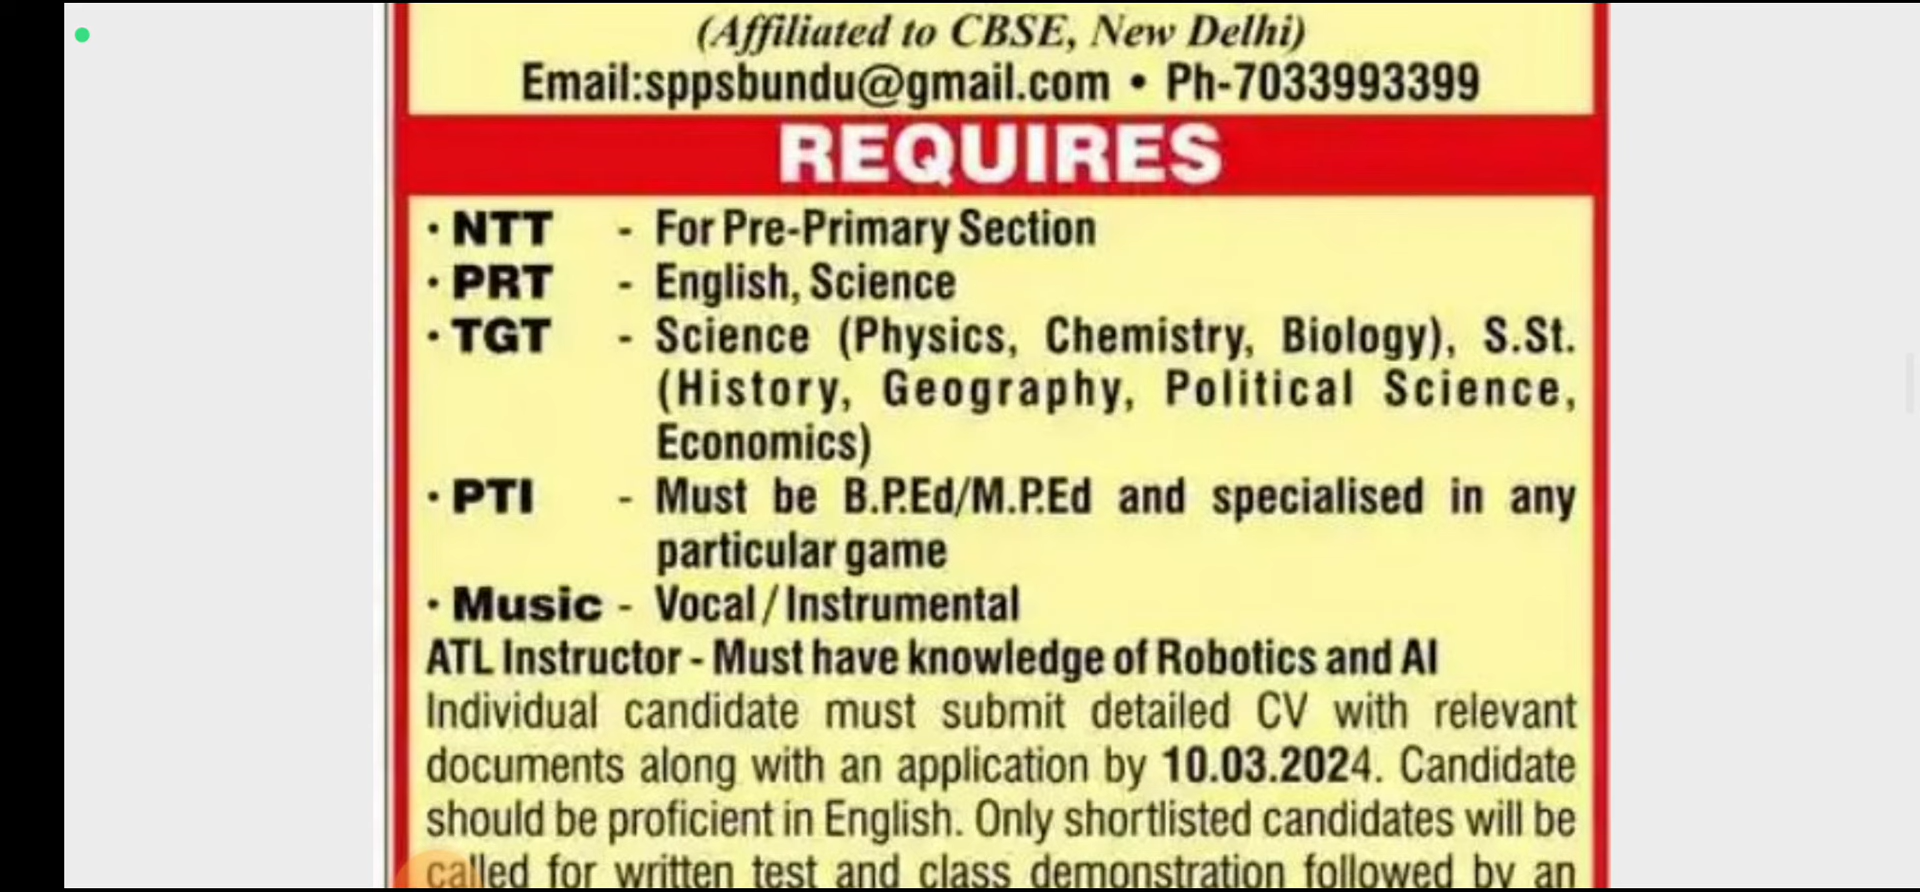 (Affiliated to CBSE, New Delhi)
Email:sppsbundu@gmail.com • Ph-7033993399
REQUIRES
· NTT - For Pre-Primary Section
· PRT - English, Science
· TGT - Science (Physics, Chemistry, Biology), S.St.
(History, Geography, Political Science,
Economics)
· PTI - Must be B.P.Ed/M.P.Ed and specialised in any
particular game
· Music - Vocal / Instrumental
ATL Instructor - Must have knowledge of Robotics and AI
Individual candidate must submit detailed CV with relevant
documents along with an application by 10.03.2024. Candidate
should be proficient in English. Only shortlisted candidates will be
called for written test and class demonstration followed by an